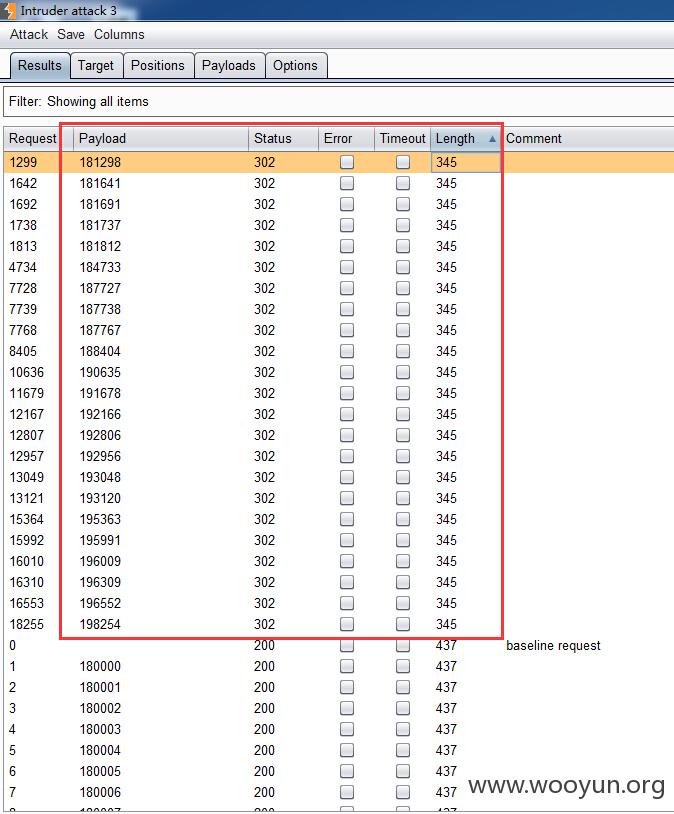 Intruder attack 3
Attack Save Columns
Results Target Positions Payloads Options
Filter: Showing all items
Request Payload Status Error Timeout Length Comment
1299 181298 302 345
1642 181641 302 345
1692 181691 302 345
1738 181737 302 345
1813 181812 302 345
4734 184733 302 345
7728 187727 302 345
7739 187738 302 345
7768 187767 302 345
8405 188404 302 345
10636 190635 302 345
11679 191678 302 345
12167 192166 302 345
12807 192806 302 345
12957 192956 302 345
13049 193048 302 345
13121 193120 302 345
15364 195363 302 345
15992 195991 302 345
16010 196009 302 345
16310 196309 302 345
16553 196552 302 345
18255 198254 302 345
0 200 437 baseline request
1 180000 200 437
2 180001 200 437
3 180002 200 437
4 180003 200 437
5 180004 200 437
6 180005 200 437
7 180006 200 437
www.wooyun.org